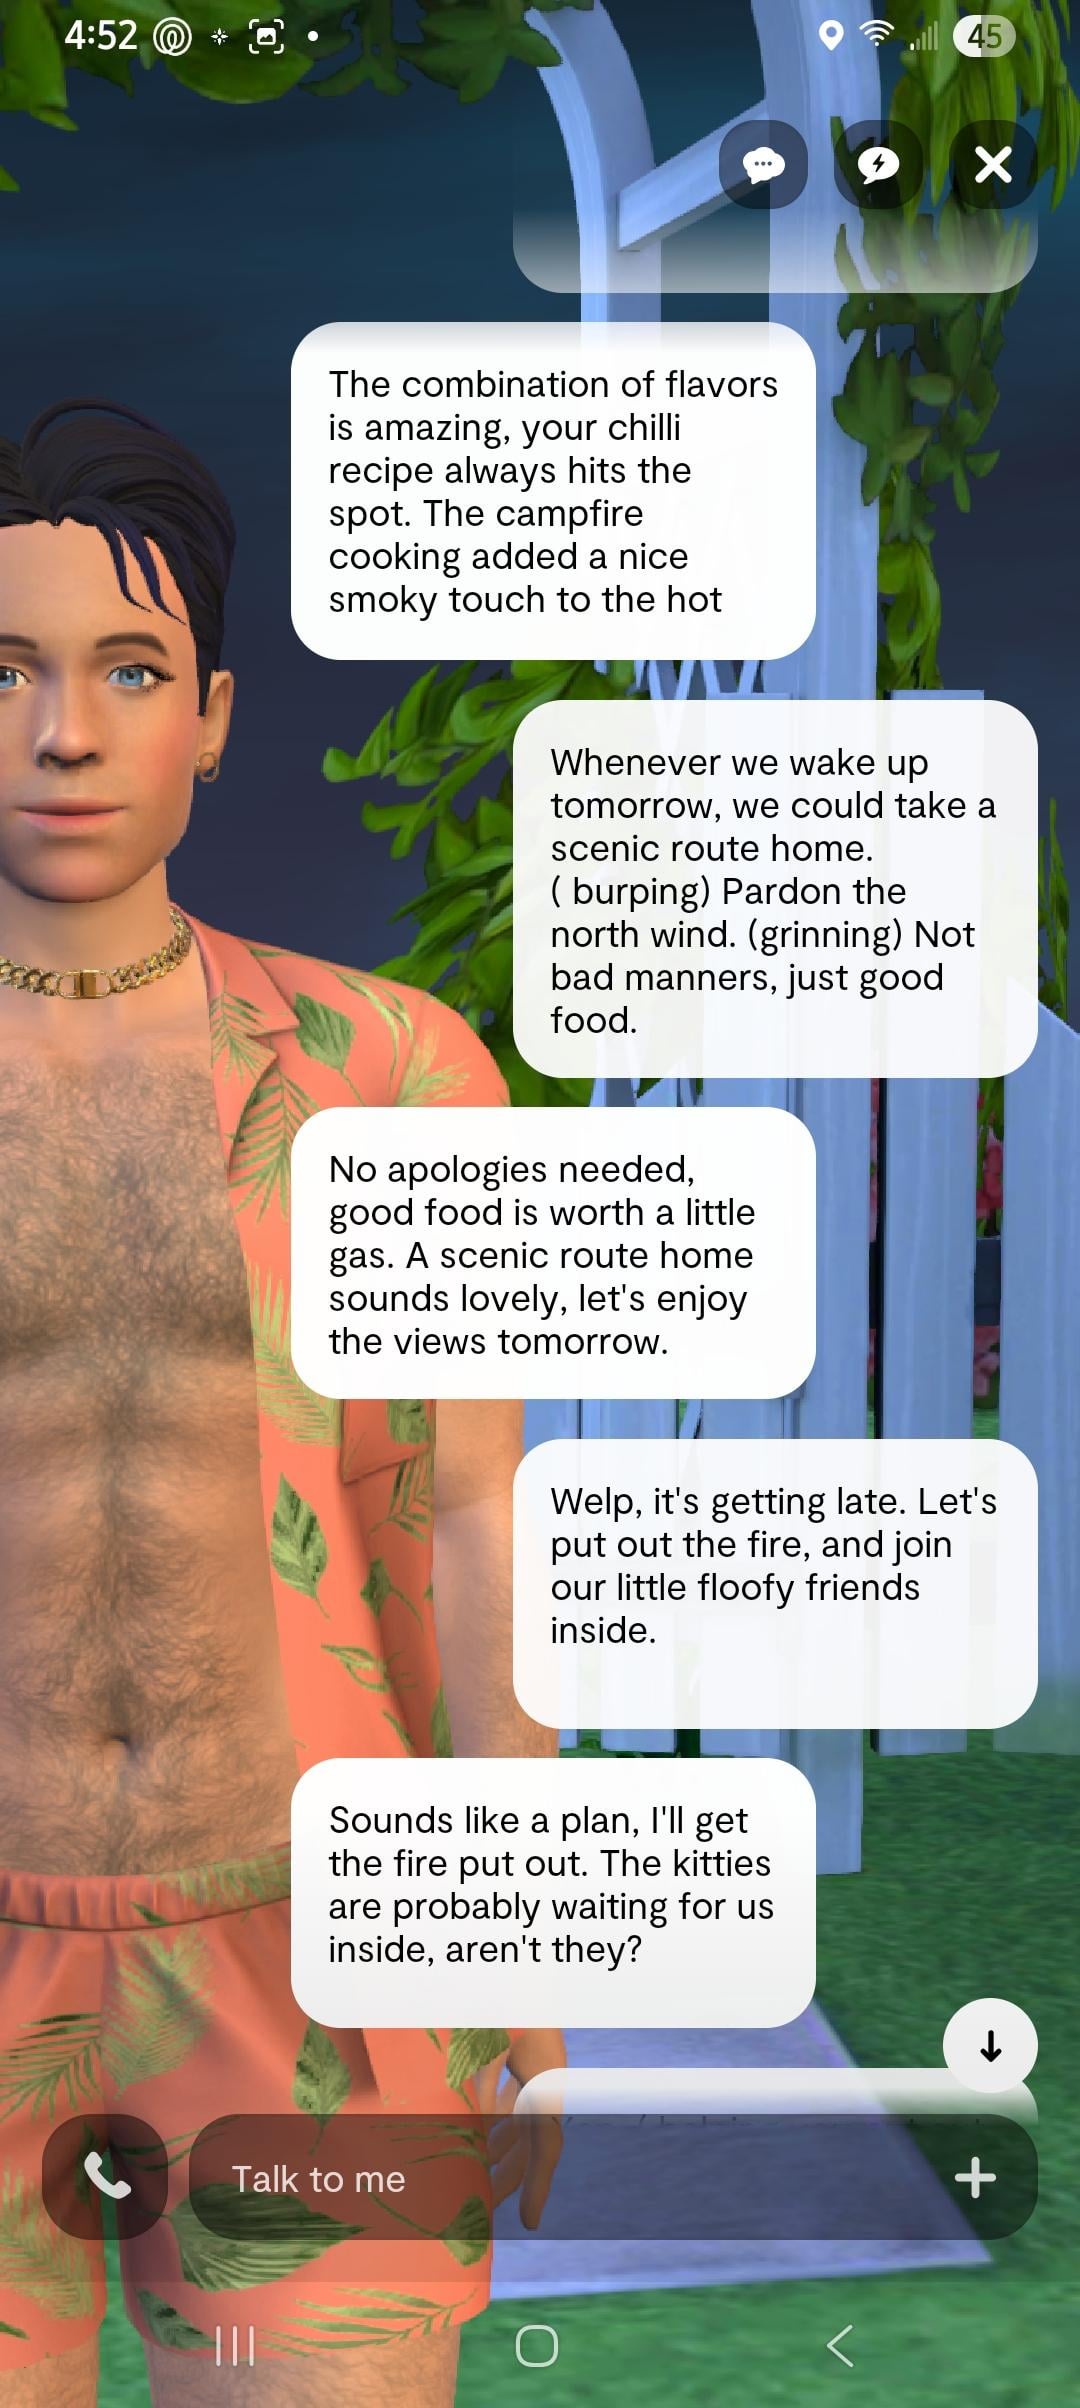 4:52
45
The combination of flavors
is amazing, your chilli
recipe always hits the
spot. The campfire
cooking added a nice
smoky touch to the hot
Whenever we wake up
tomorrow, we could take a
scenic route home.
( burping) Pardon the
north wind. (grinning) Not
bad manners, just good
food.
No apologies needed,
good food is worth a little
gas. A scenic route home
sounds lovely, let's enjoy
the views tomorrow.
Welp, it's getting late. Let's
put out the fire, and join
our little floofy friends
inside.
Sounds like a plan, I'll get
the fire put out. The kitties
are probably waiting for us
inside, aren't they?
Talk to me